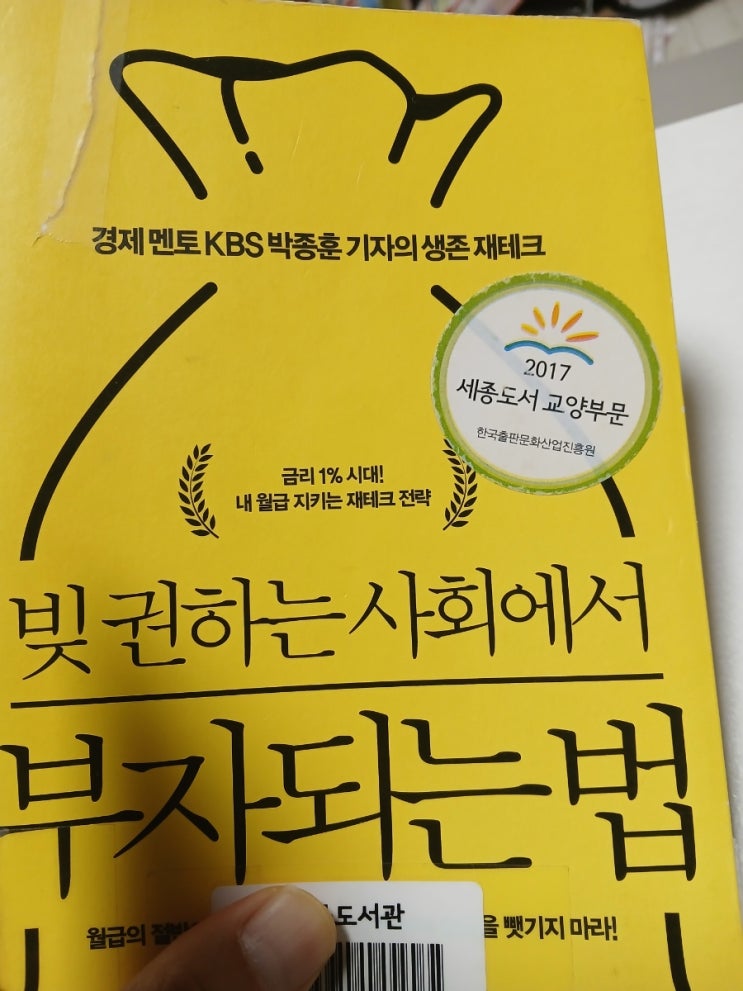 경제 멘토 KBS 박종훈 기자의 생존 재테크
2017
세종도서 교양부문
한국출판문화산업진흥원
금리 1% 시대!
내 월급 지키는 재테크 전략
빚 권하는 사회에서
부자되는 법
도서관
월급의 을 뺏기지 마라!